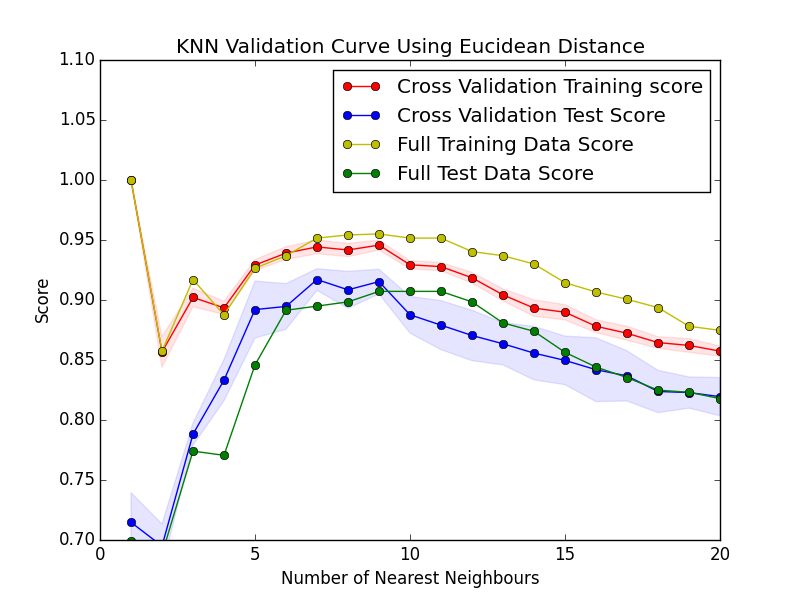 KNN Validation Curve Using Eucidean Distance
1.10
1.05
1.00
0.95
0.90
0.85
0.80
0.75
0.70
Score
Cross Validation Training score
Cross Validation Test Score
Full Training Data Score
Full Test Data Score
0 5 10 15 20
Number of Nearest Neighbours